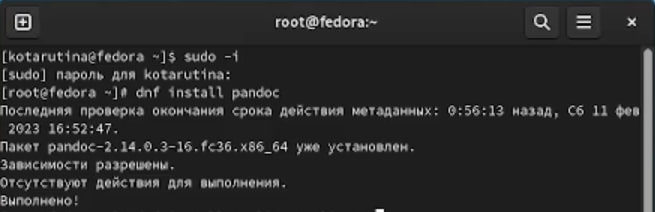 root@fedora:~
[kotarutina@fedora ~]$ sudo -i
[sudo] пароль для kotarutina:
[root@fedora ~]# dnf install pandoc
Последняя проверка окончания срока действия метаданных: 0:56:13 назад, Сб 11 фев
2023 16:52:47.
Пакет pandoc-2.14.0.3-16.fc36.x86_64 уже установлен.
Зависимости разрешены.
Отсутствуют действия для выполнения.
Выполнено!